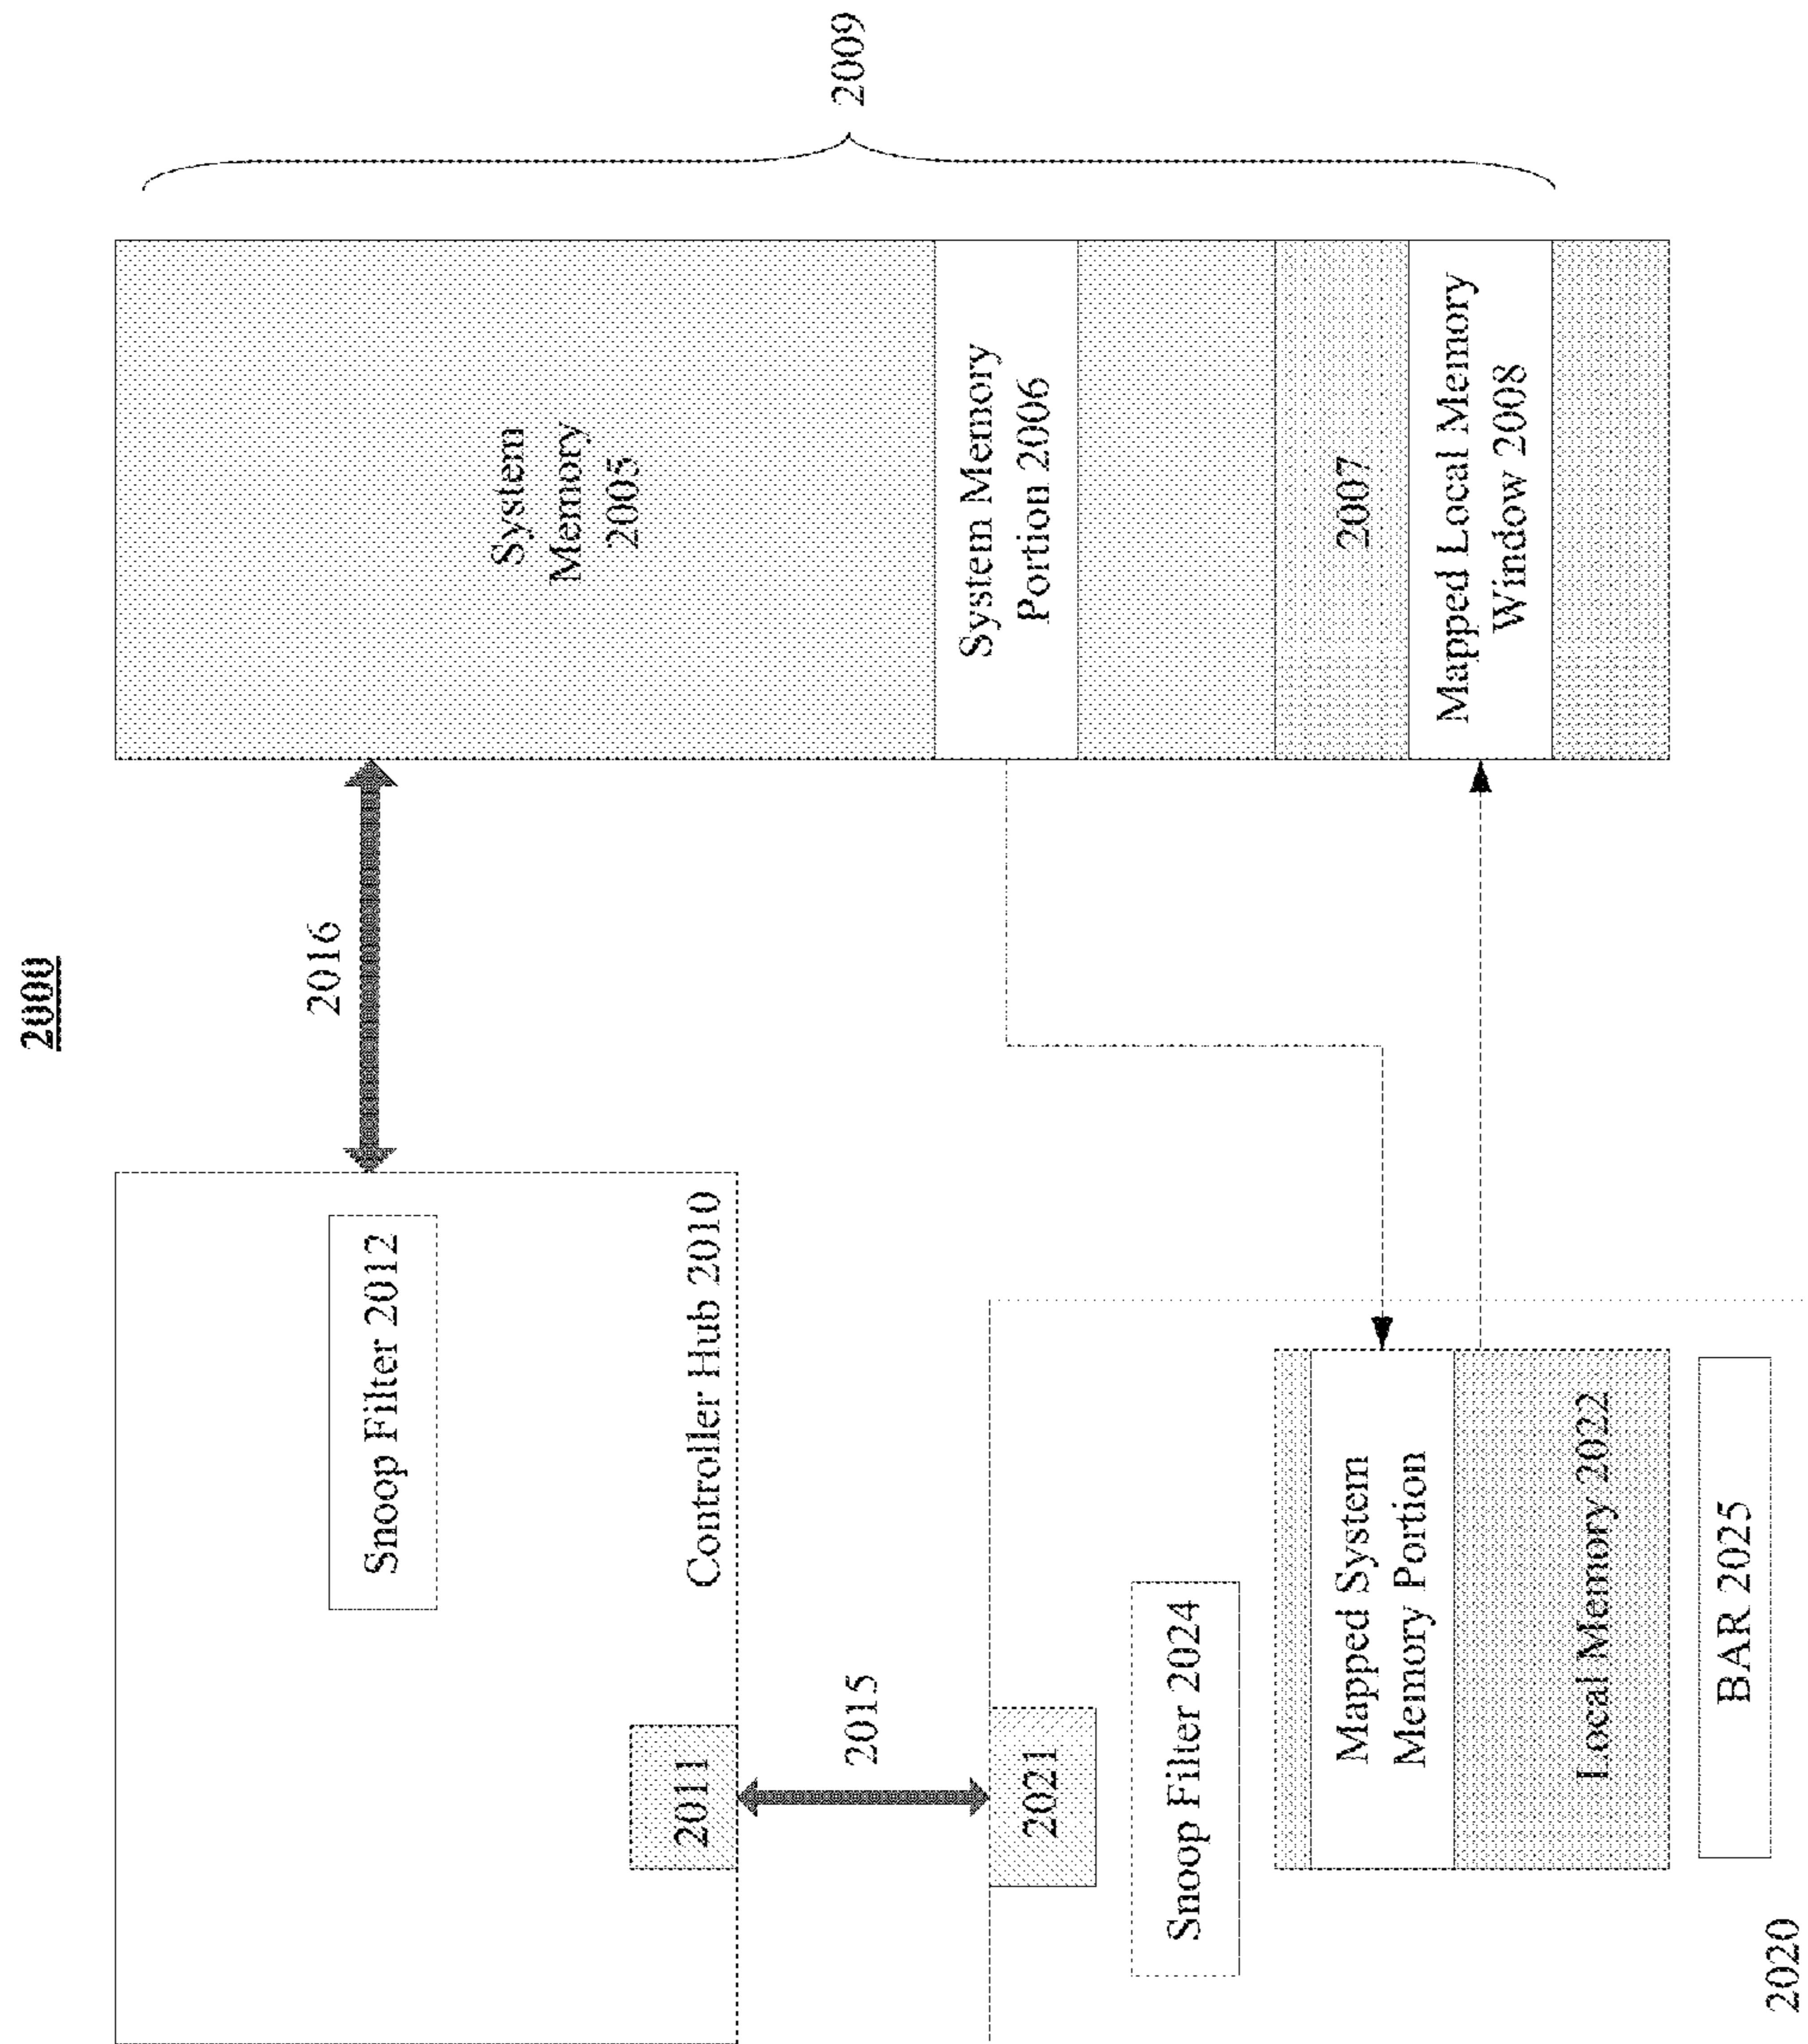 2000
Snoop Filter 2012
Controller Hub 2010
2011
2016
System
Memory
2005
2009
2015
System Memory
Portion 2006
2021
Snoop Filter 2024
2007
Mapped System
Memory Portion
Mapped Local Memory
Window 2008
Local Memory 2022
BAR 2025
2020